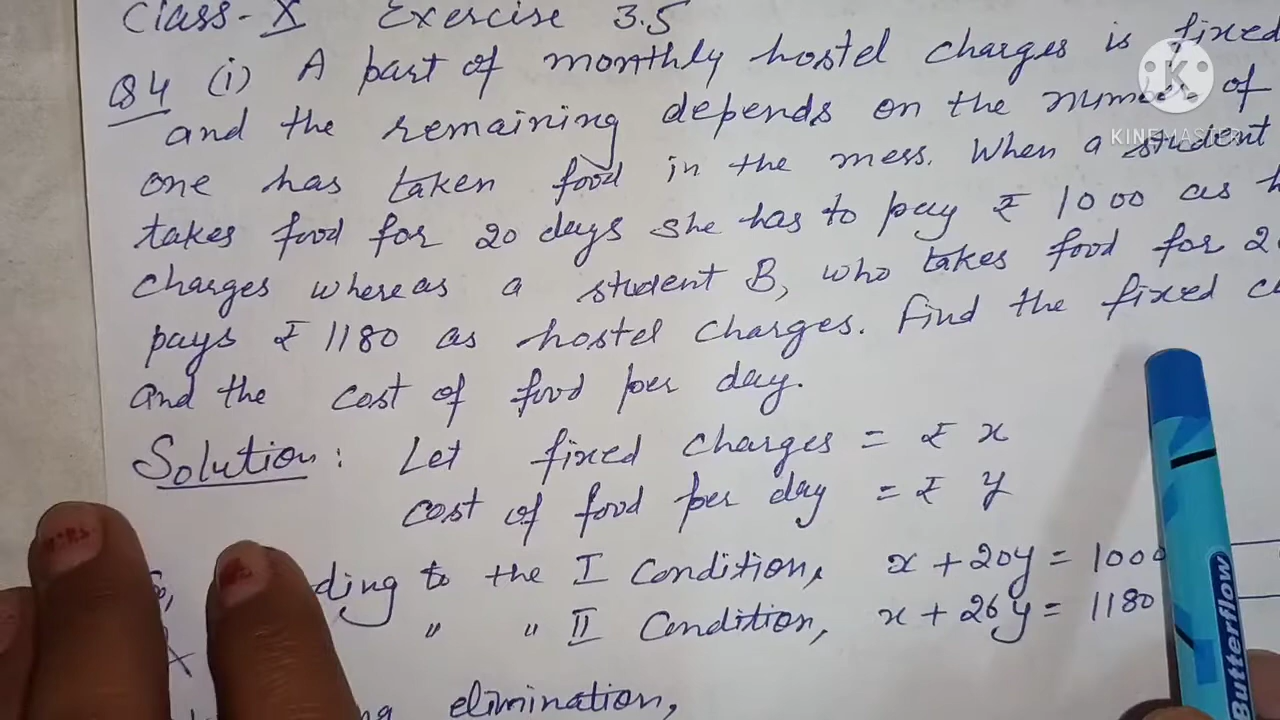 Class-X Exercise 3.5
Q4 (i) A part of monthly hostel charges is fixed
and the remaining depends on the number of
one has taken food in the mess. When a student
takes food for 20 days she has to pay ₹ 1000 as
charges whereas a student B, who takes food for
pays ₹ 1180 as hostel charges. Find the fixed
and the cost of food per day.
Solution: Let fixed charges = ₹ x
cost of food per day = ₹ y
to the I Condition, x + 20y = 1000
" " II Condition, x + 26y = 1180
elimination,
K
KINEMASTER
Butterflow